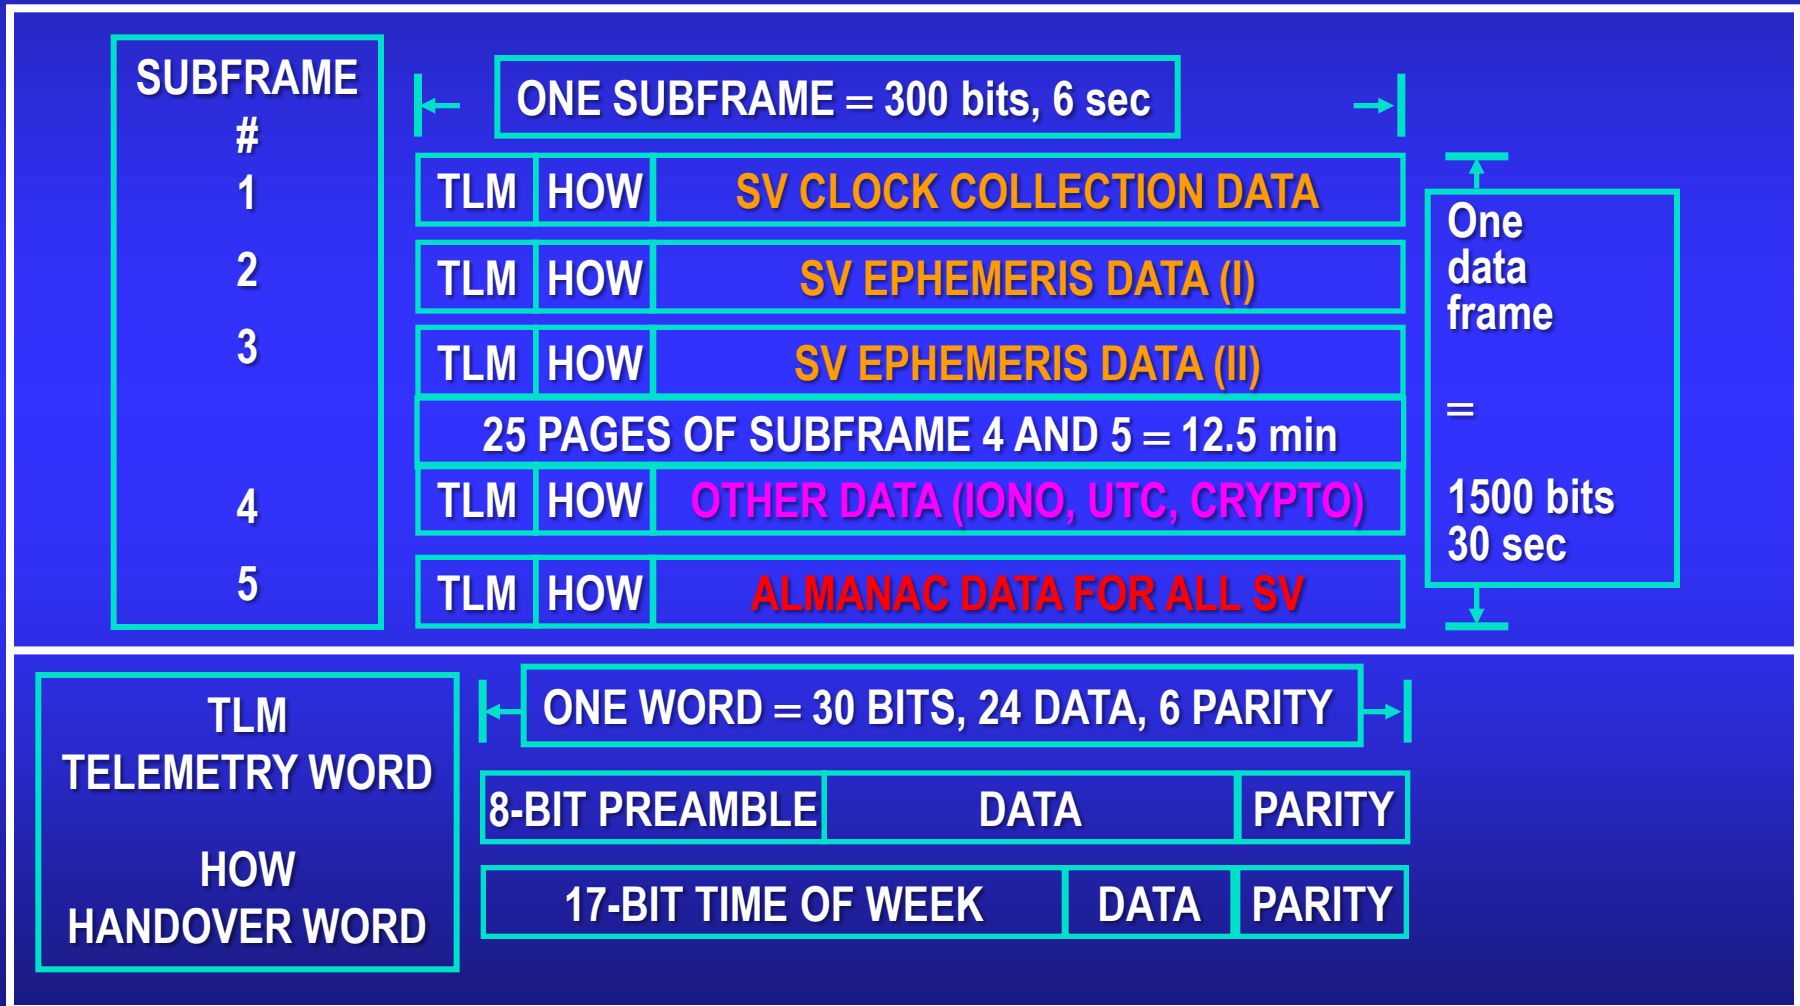 SUBFRAME
#
1
2
3
4
5
ONE SUBFRAME = 300 bits, 6 sec
TLM HOW SV CLOCK COLLECTION DATA
TLM HOW SV EPHEMERIS DATA (I)
TLM HOW SV EPHEMERIS DATA (II)
25 PAGES OF SUBFRAME 4 AND 5 = 12.5 min
TLM HOW OTHER DATA (IONO, UTC, CRYPTO)
TLM HOW ALMANAC DATA FOR ALL SV
One
data
frame
=
1500 bits
30 sec
TLM
TELEMETRY WORD
HOW
HANDOVER WORD
ONE WORD = 30 BITS, 24 DATA, 6 PARITY
8-BIT PREAMBLE DATA PARITY
17-BIT TIME OF WEEK DATA PARITY